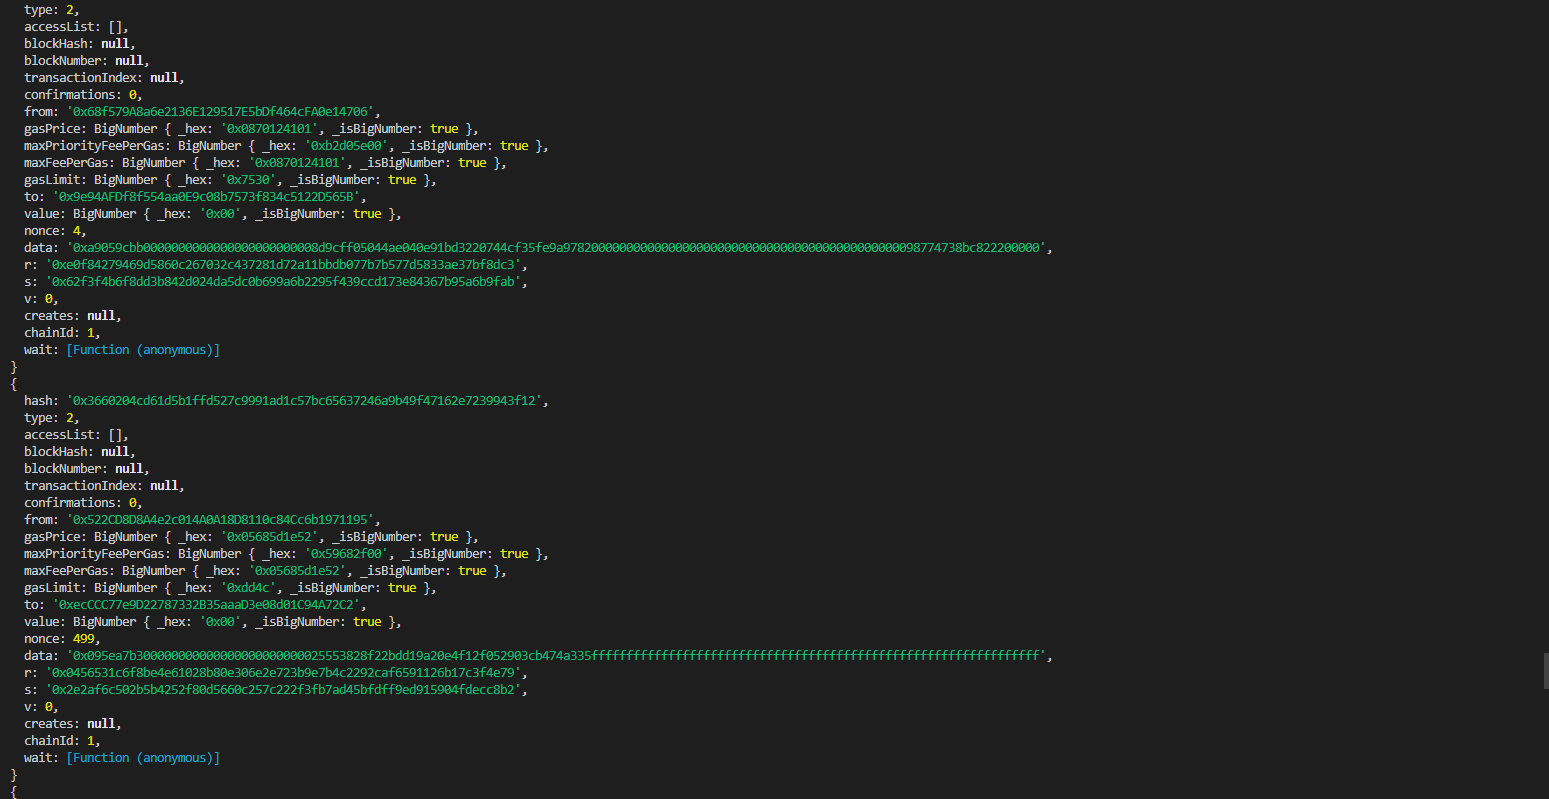 type: 2,
accessList: [],
blockHash: null,
blockNumber: null,
transactionIndex: null,
confirmations: 0,
from: '0x68f579A8a6e2136E129517E5bDf464cFA0e14706',
gasPrice: BigNumber { _hex: '0x0870124101', _isBigNumber: true },
maxPriorityFeePerGas: BigNumber { _hex: '0xb2d05e00', _isBigNumber: true },
maxFeePerGas: BigNumber { _hex: '0x0870124101', _isBigNumber: true },
gasLimit: BigNumber { _hex: '0x7530', _isBigNumber: true },
to: '0x9e94AFDf8f554aa0E9c08b7573f834c5122D565B',
value: BigNumber { _hex: '0x00', _isBigNumber: true },
nonce: 4,
data: '0xa9059cbb0000000000000000000000008d9cff05044ae040e91bd3220744cf35fe9a9782000000000000000000000000000000000000000000000098774738bc822200000',
r: '0xe0f84279469d5860c267032c437281d72a11bbdb077b7b577d5833ae37bf8dc3',
s: '0x62f3f4b6f8dd3b842d024da5dc0b699a6b2295f439ccd173e84367b95a6b9fab',
v: 0,
creates: null,
chainId: 1,
wait: [Function (anonymous)]
}
{
hash: '0x3660204cd61d5b1ffd527c9991ad1c57bc65637246a9b49f47162e7239943f12',
type: 2,
accessList: [],
blockHash: null,
blockNumber: null,
transactionIndex: null,
confirmations: 0,
from: '0x522CD8D8A4e2c014A0A18D8110c84Cc6b1971195',
gasPrice: BigNumber { _hex: '0x05685d1e52', _isBigNumber: true },
maxPriorityFeePerGas: BigNumber { _hex: '0x59682f00', _isBigNumber: true },
maxFeePerGas: BigNumber { _hex: '0x05685d1e52', _isBigNumber: true },
gasLimit: BigNumber { _hex: '0xdd4c', _isBigNumber: true },
to: '0xecCCC77e9D22787332B35aaaD3e08d01C94A72C2',
value: BigNumber { _hex: '0x00', _isBigNumber: true },
nonce: 499,
data: '0x095ea7b300000000000000000000000025553828f22bdd19a20e4f12f052903cb474a335ffffffffffffffffffffffffffffffffffffffffffffffffffffffffffffffff',
r: '0x0456531c6f8be4e61028b80e306e2e723b9e7b4c2292caf6591126b17c3f4e79',
s: '0x2e2af6c502b5b4252f80d5660c257c222f3fb7ad45bfdff9ed915904fdecc8b2',
v: 0,
creates: null,
chainId: 1,
wait: [Function (anonymous)]
}
{